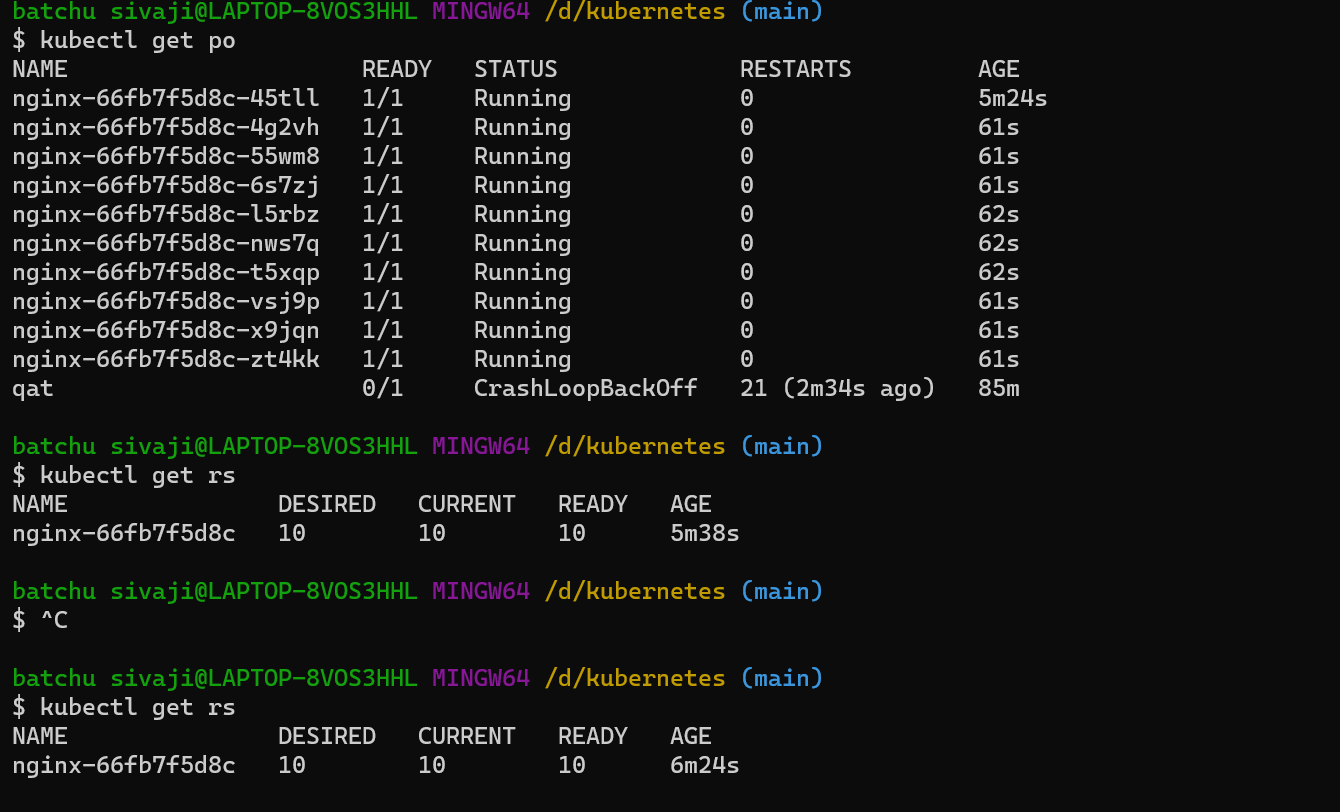 batchu sivaji@LAPTOP-8VOS3HHL MINGW64 /d/kubernetes (main)
$ kubectl get po
NAME                     READY   STATUS             RESTARTS         AGE
nginx-66fb7f5d8c-45tll   1/1     Running            0                5m24s
nginx-66fb7f5d8c-4g2vh   1/1     Running            0                61s
nginx-66fb7f5d8c-55wm8   1/1     Running            0                61s
nginx-66fb7f5d8c-6s7zj   1/1     Running            0                61s
nginx-66fb7f5d8c-l5rbz   1/1     Running            0                62s
nginx-66fb7f5d8c-nws7q   1/1     Running            0                62s
nginx-66fb7f5d8c-t5xqp   1/1     Running            0                62s
nginx-66fb7f5d8c-vsj9p   1/1     Running            0                61s
nginx-66fb7f5d8c-x9jqn   1/1     Running            0                61s
nginx-66fb7f5d8c-zt4kk   1/1     Running            0                61s
qat                      0/1     CrashLoopBackOff   21 (2m34s ago)   85m
batchu sivaji@LAPTOP-8VOS3HHL MINGW64 /d/kubernetes (main)
$ kubectl get rs
NAME               DESIRED   CURRENT   READY   AGE
nginx-66fb7f5d8c   10        10        10      5m38s
batchu sivaji@LAPTOP-8VOS3HHL MINGW64 /d/kubernetes (main)
$ ^C
batchu sivaji@LAPTOP-8VOS3HHL MINGW64 /d/kubernetes (main)
$ kubectl get rs
NAME               DESIRED   CURRENT   READY   AGE
nginx-66fb7f5d8c   10        10        10      6m24s